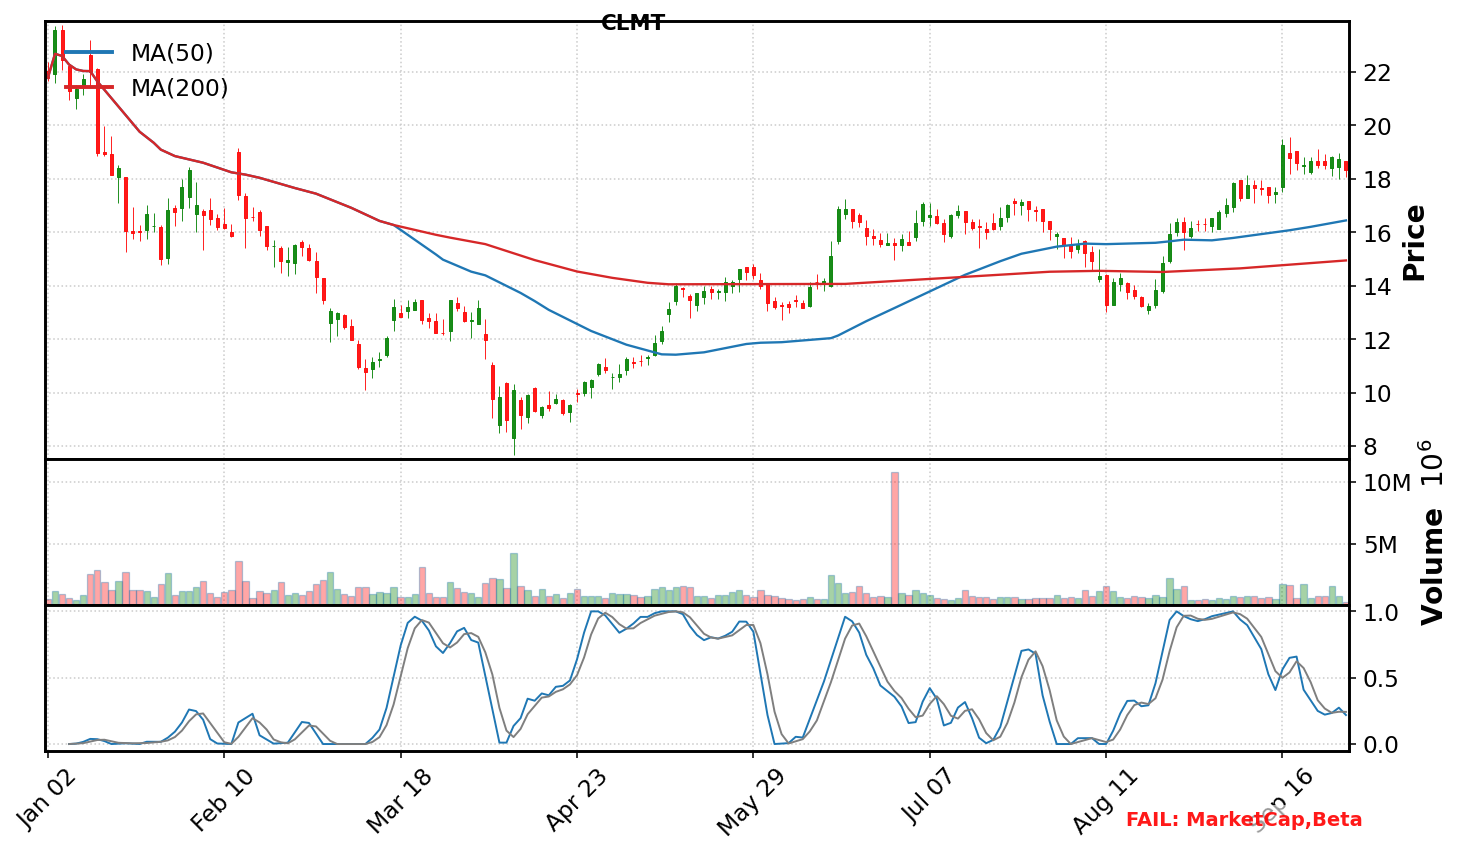 CLMT
MA(50)
MA(200)
22
20
18
16
14
12
10
8
Price
10M
5M
Volume 10^6
1.0
0.5
0.0
Jan 02
Feb 10
Mar 18
Apr 23
May 29
Jul 07
Aug 11
Sep 16
FAIL: MarketCap,Beta